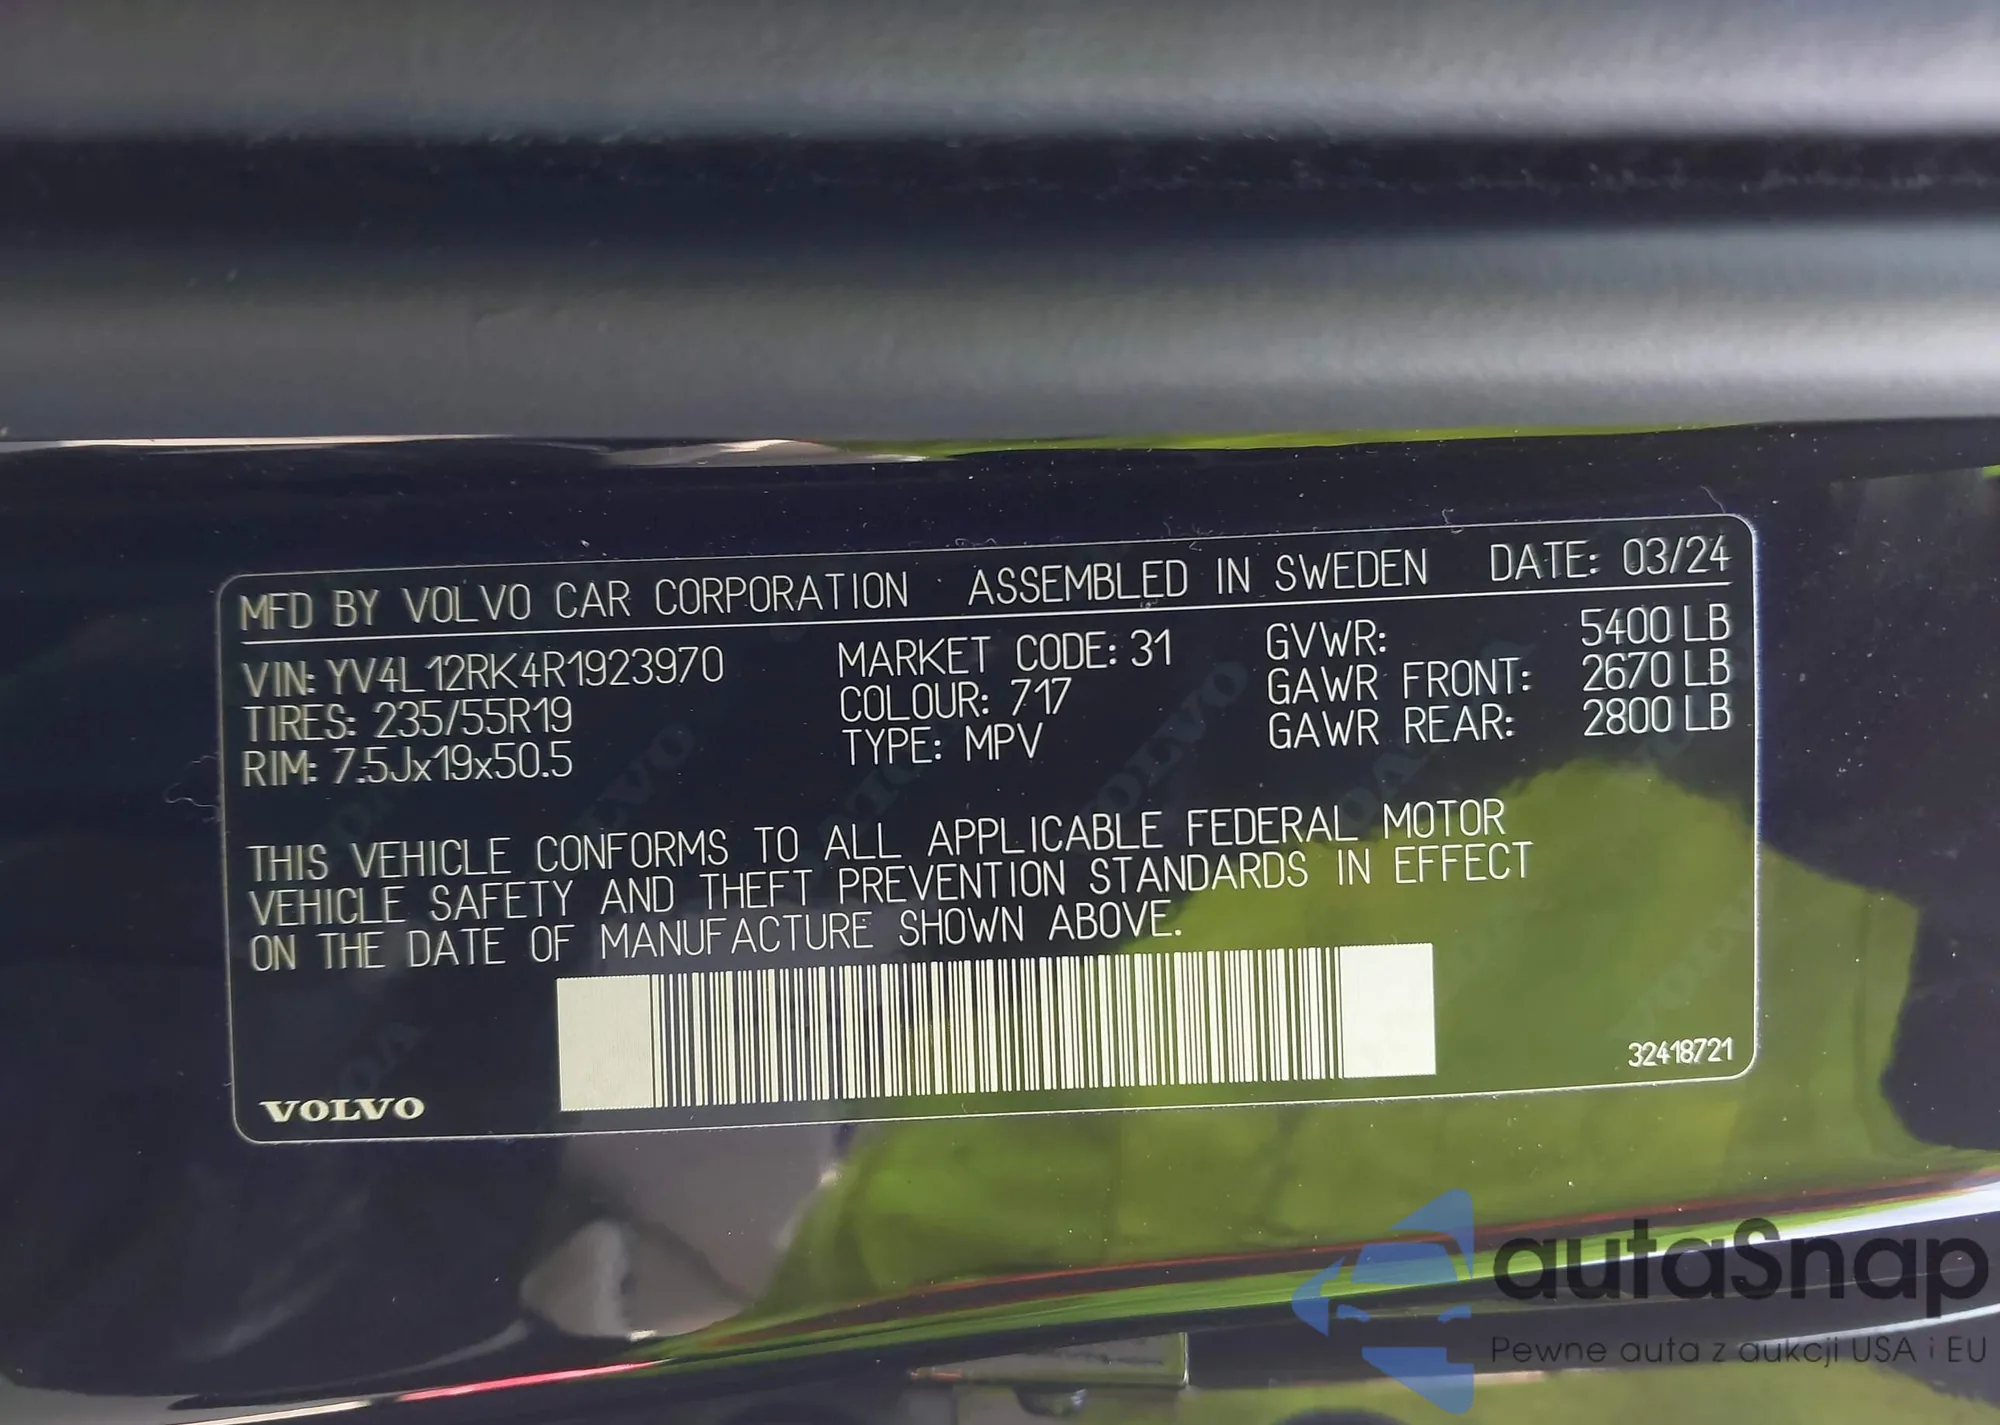 MFD BY VOLVO CAR CORPORATION ASSEMBLED IN SWEDEN DATE: 03/24
VIN: YV4L12RK4R1923970 MARKET CODE: 31 GVWR: 5400 LB
TIRES: 235/55R19 COLOUR: 717 GAWR FRONT: 2670 LB
RIM: 7.5Jx19x50.5 TYPE: MPV GAWR REAR: 2800 LB
THIS VEHICLE CONFORMS TO ALL APPLICABLE FEDERAL MOTOR
VEHICLE SAFETY AND THEFT PREVENTION STANDARDS IN EFFECT
ON THE DATE OF MANUFACTURE SHOWN ABOVE.
32418721
VOLVO
autaSnap
Pewne auta z aukcji USA i EU